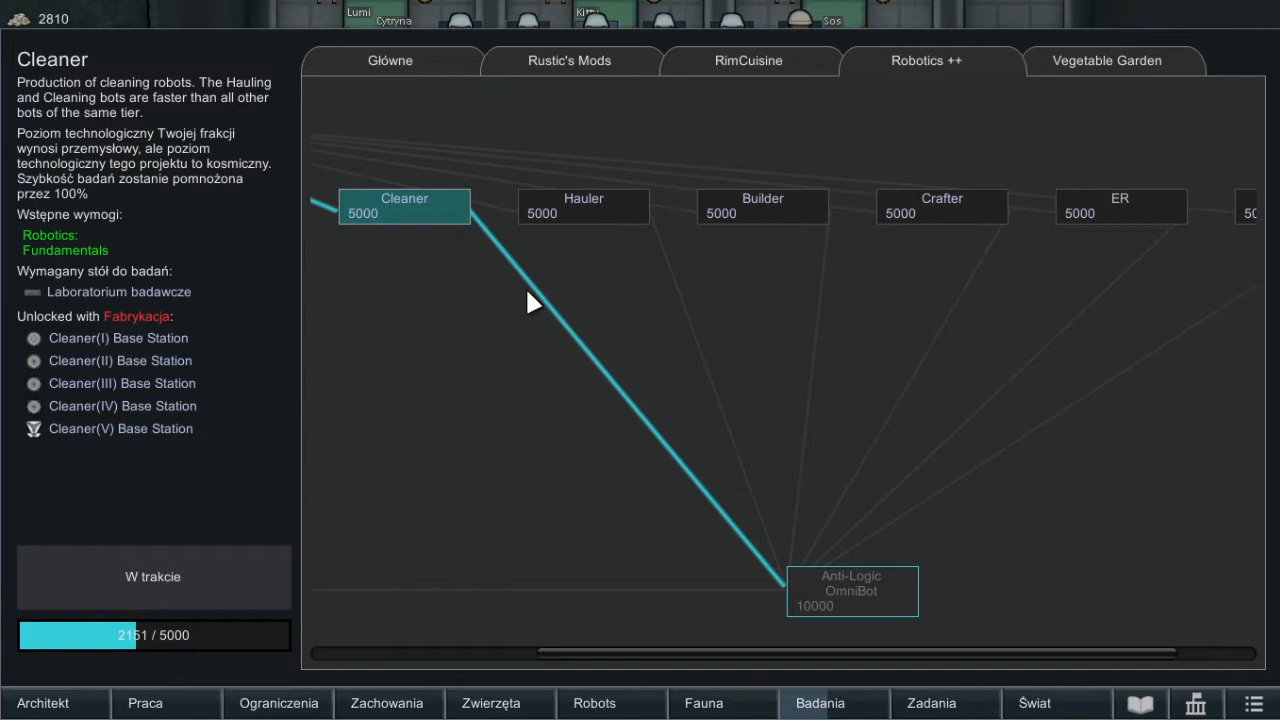 2810
Lumi
Cytryna
Kitty
Sos
Cleaner
Production of cleaning robots. The Hauling
and Cleaning bots are faster than all other
bots of the same tier.
Poziom technologiczny Twojej frakcji
wynosi przemysłowy, ale poziom
technologiczny tego projektu to kosmiczny.
Szybkość badań zostanie pomnożona
przez 100%
Wstępne wymogi:
Robotics:
Fundamentals
Wymagany stół do badań:
Laboratorium badawcze
Unlocked with Fabrykacja:
Cleaner(I) Base Station
Cleaner(II) Base Station
Cleaner(III) Base Station
Cleaner(IV) Base Station
Cleaner(V) Base Station
W trakcie
2151 / 5000
Główne
Rustic's Mods
RimCuisine
Robotics ++
Vegetable Garden
Cleaner
5000
Hauler
5000
Builder
5000
Crafter
5000
ER
5000
50
Anti-Logic
OmniBot
10000
Architekt
Praca
Ograniczenia
Zachowania
Zwierzęta
Robots
Fauna
Badania
Zadania
Świat